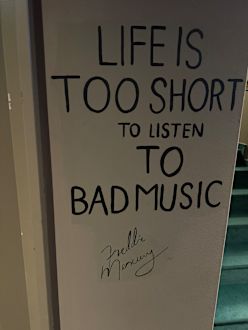 LIFE IS
TOO SHORT
TO LISTEN
TO
BAD MUSIC
Freddie
Mercury